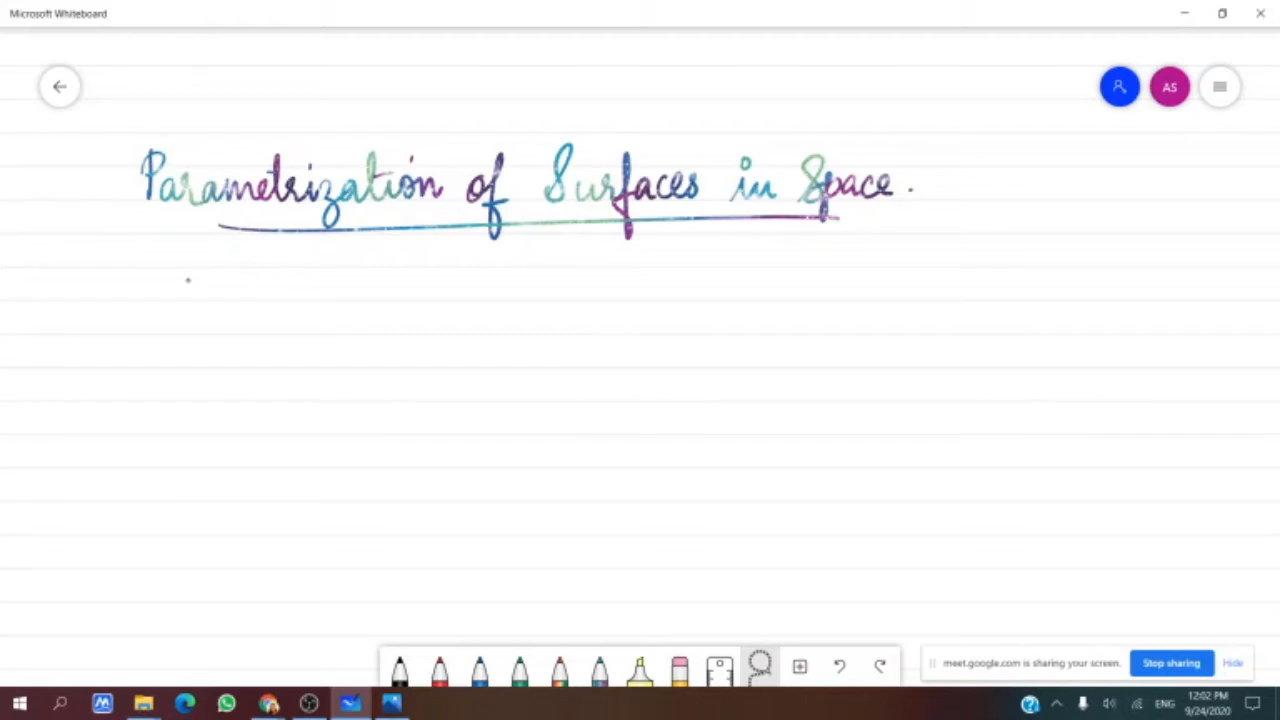 Microsoft Whiteboard
AS
Parametrization of Surfaces in Space.
meet.google.com is sharing your screen.
Stop sharing
Hide
ENG
12:02 PM
9/24/2020